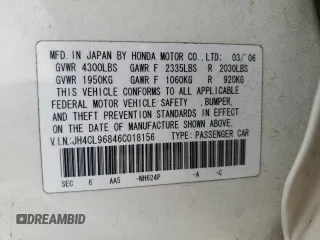 MFD. IN JAPAN BY HONDA MOTOR CO., LTD: 03/'06
GVWR 4300LBS GAWR F 2335LBS R 2030LBS
GVWR 1950KG GAWR F 1060KG R 920KG
THIS VEHICLE CONFORMS TO ALL APPLICABLE
FEDERAL MOTOR VEHICLE SAFETY ,BUMPER,
AND THEFT PREVENTION STANDARDS IN EFFECT
ON THE DATE OF MANUFACTURE SHOWN ABOVE.
V.I.N.:JH4CL96846C018156 TYPE: PASSENGER CAR
SEC 6 AA5 -NH624P -A -C
DREAMBID